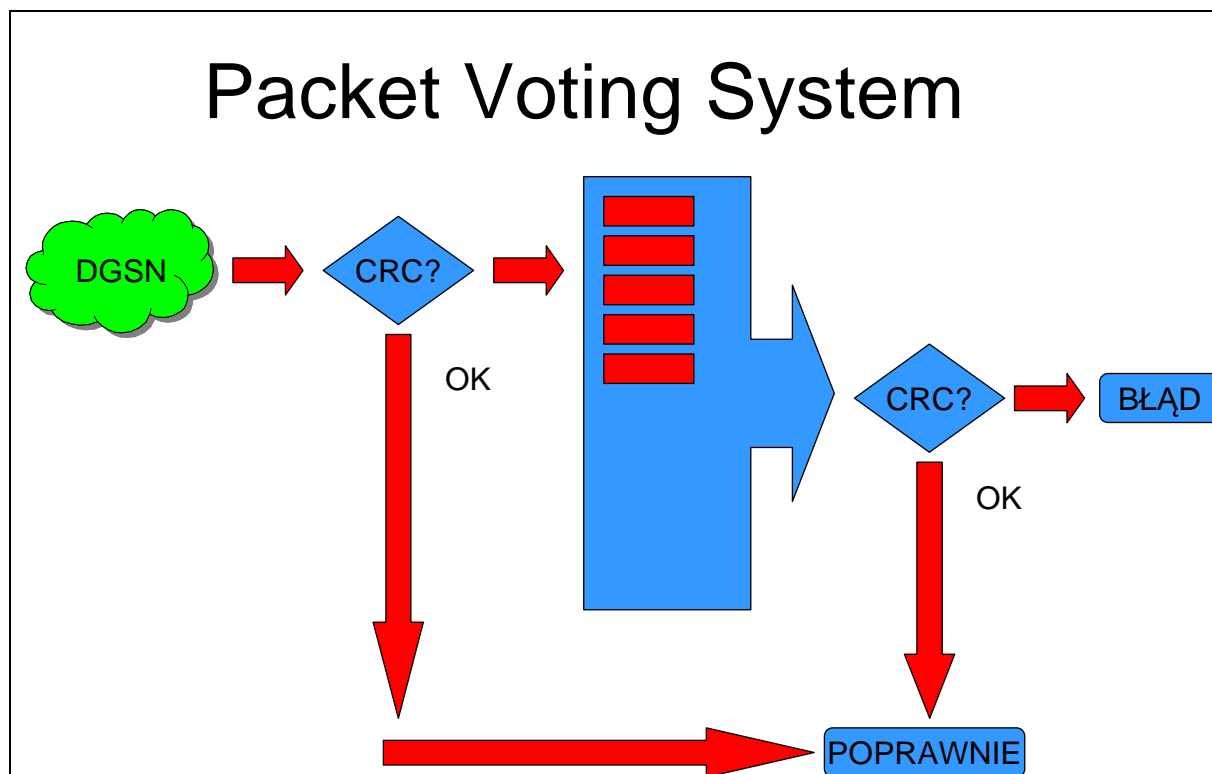 Packet Voting System
DGSN
CRC?
OK
CRC?
BŁĄD
OK
POPRAWNIE